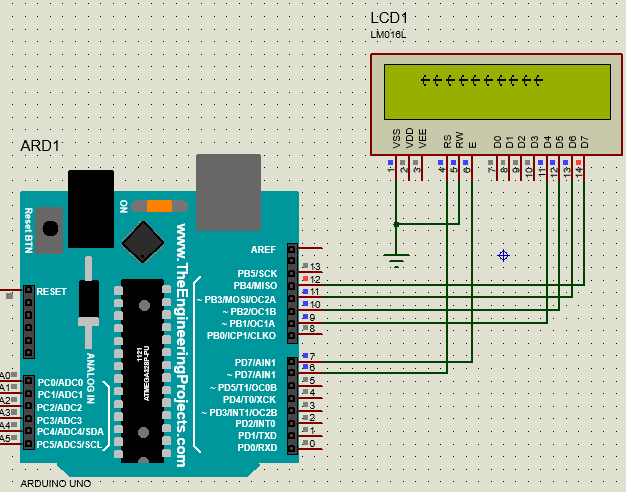 LCD1
LM016L
VSS
VDD
VEE
RS
RW
E
D0
D1
D2
D3
D4
D5
D6
D7
1
2
3
4
5
6
7
8
9
10
11
12
13
14
ARD1
Reset BTN
ON
www.TheEngineeringProjects.com
RESET
ANALOG IN
1121
ATMEGA328P-PU
AREF
PB5/SCK
13
PB4/MISO
12
~ PB3/MOSI/OC2A
11
~ PB2/OC1B
10
~ PB1/OC1A
9
PB0/ICP1/CLKO
8
PD7/AIN1
7
~ PD7/AIN1
6
~ PD5/T1/OC0B
5
PD4/T0/XCK
4
~ PD3/INT1/OC2B
3
PD2/INT0
2
PD1/TXD
1
PD0/RXD
0
A0
PC0/ADC0
A1
PC1/ADC1
A2
PC2/ADC2
A3
PC3/ADC3
A4
PC4/ADC4/SDA
A5
PC5/ADC5/SCL
ARDUINO UNO